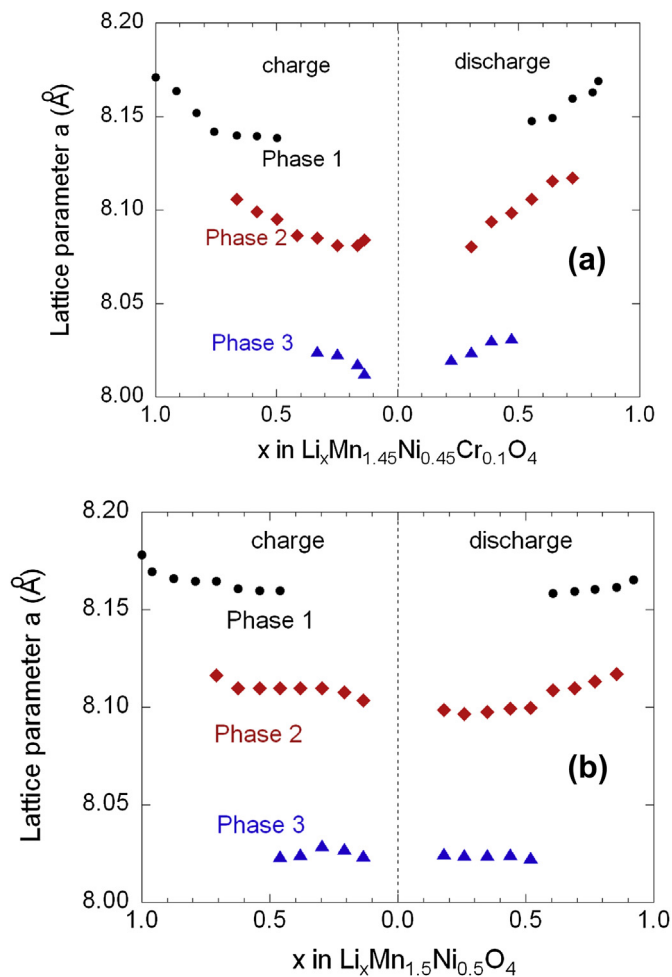 8.20
charge
discharge
8.15
Phase 1
8.10
Phase 2
(a)
8.05
Phase 3
8.00
Lattice parameter a (Å)
1.0 0.5 0.0 0.5 1.0
x in LiₓMn₁.₄₅Ni₀.₄₅Cr₀.₁O₄
8.20
charge
discharge
8.15
Phase 1
8.10
Phase 2
(b)
8.05
Phase 3
8.00
Lattice parameter a (Å)
1.0 0.5 0.0 0.5 1.0
x in LiₓMn₁.₅Ni₀.₅O₄